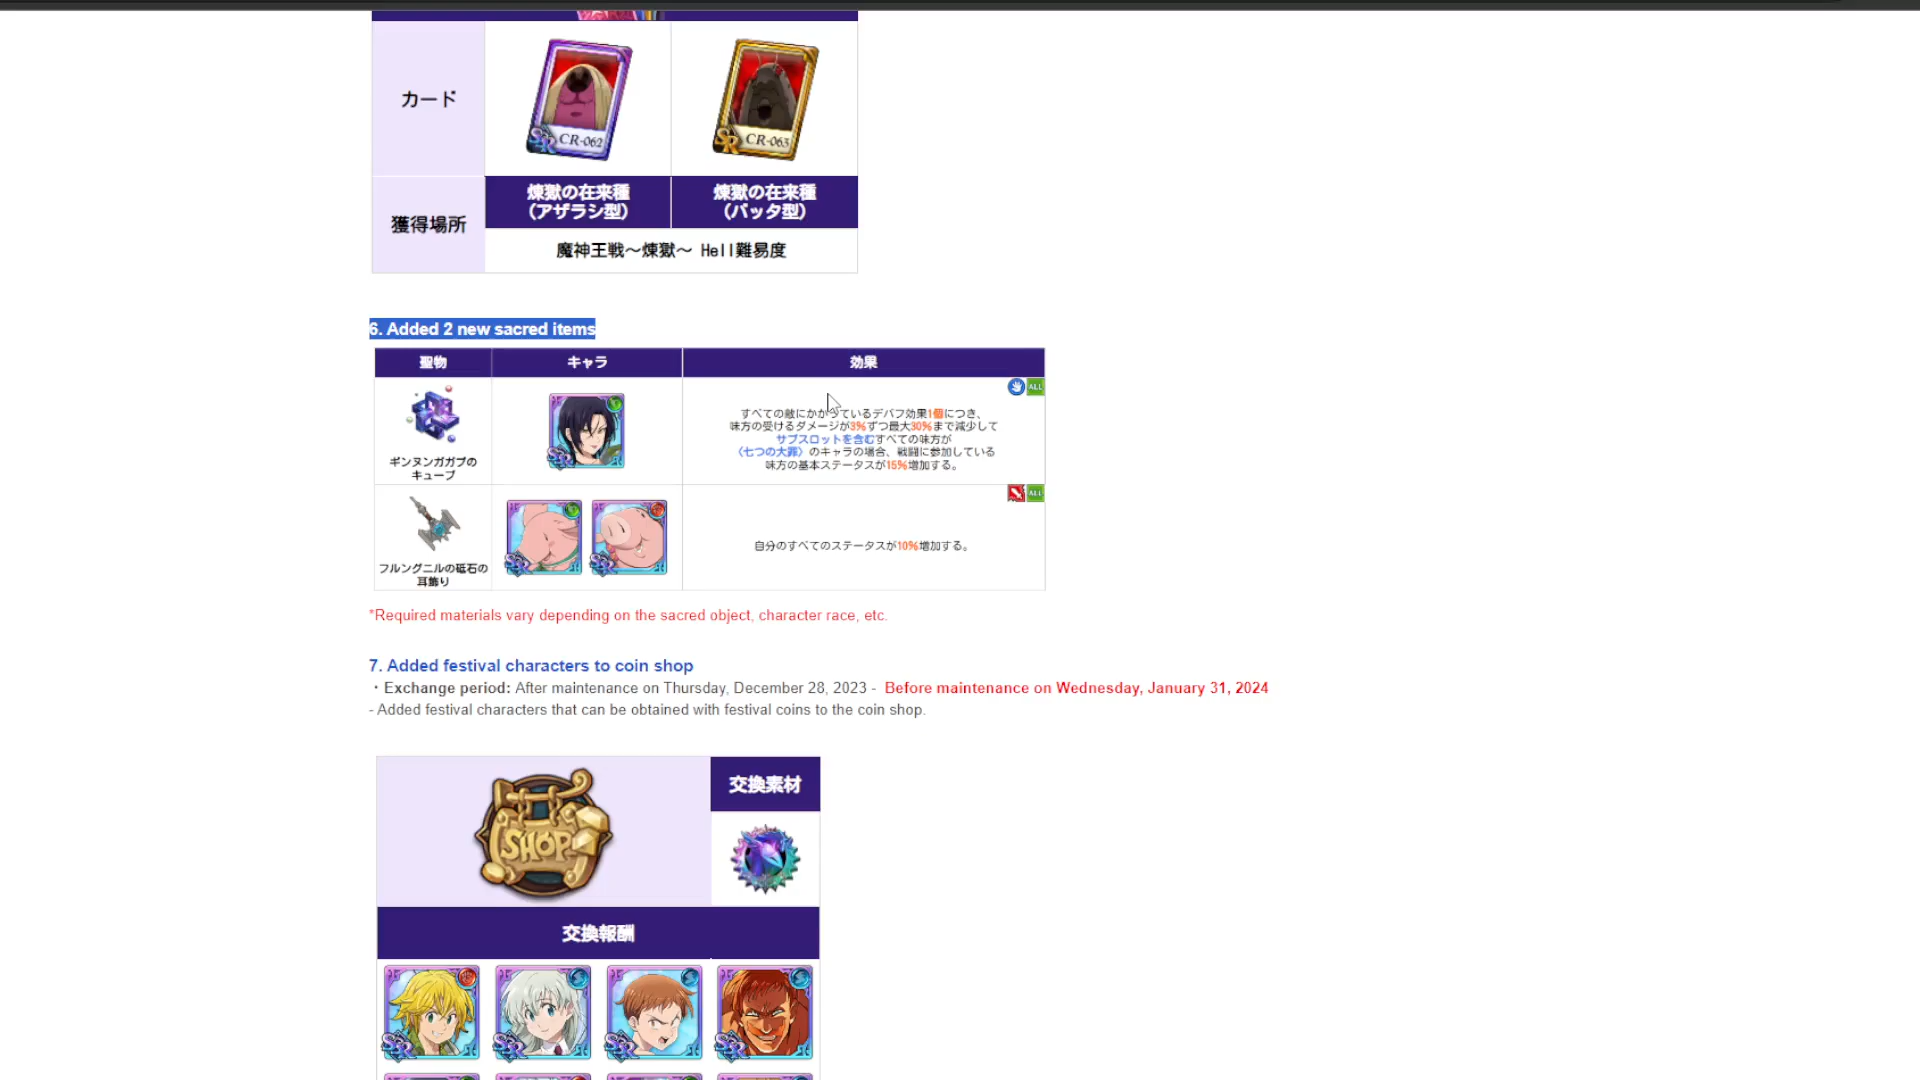 カード
SR CR-062
SR CR-063
獲得場所
煉獄の在来種
(アザラシ型)
煉獄の在来種
(バッタ型)
魔神王戦～煉獄～ Hell難易度
6. Added 2 new sacred items
聖物
キャラ
効果
ギンヌンガガプの
キューブ
SR
ALL
すべての敵にかかっているデバフ効果1個につき、
味方の受けるダメージが3%ずつ最大30%まで減少して
サブスロットを含むすべての味方が
〈七つの大罪〉のキャラの場合、戦闘に参加している
味方の基本ステータスが15%増加する。
フルングニルの砥石の
耳飾り
SR
SR
ALL
自分のすべてのステータスが10%増加する。
*Required materials vary depending on the sacred object, character race, etc.
7. Added festival characters to coin shop
・Exchange period: After maintenance on Thursday, December 28, 2023 - Before maintenance on Wednesday, January 31, 2024
- Added festival characters that can be obtained with festival coins to the coin shop.
SHOP
交換素材
交換報酬